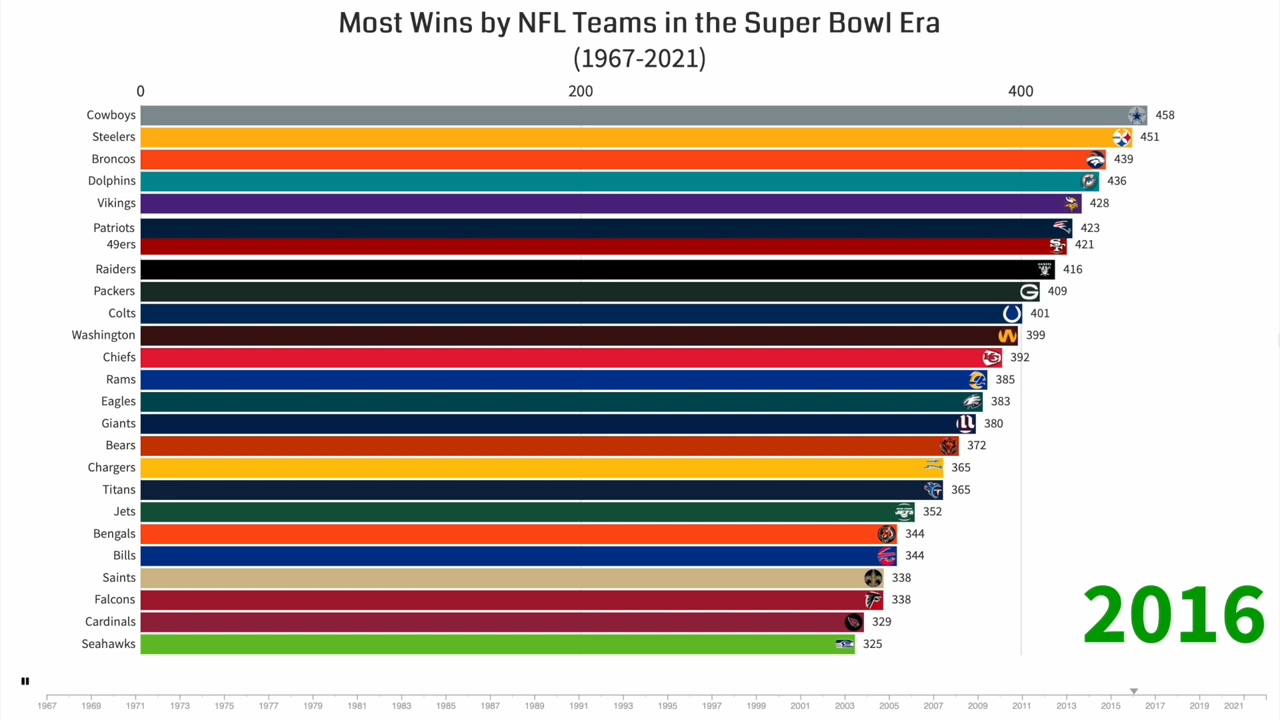 Most Wins by NFL Teams in the Super Bowl Era
(1967-2021)
0 200 400
Cowboys 458
Steelers 451
Broncos 439
Dolphins 436
Vikings 428
Patriots 423
49ers 421
Raiders 416
Packers 409
Colts 401
Washington 399
Chiefs 392
Rams 385
Eagles 383
Giants 380
Bears 372
Chargers 365
Titans 365
Jets 352
Bengals 344
Bills 344
Saints 338
Falcons 338
Cardinals 329
Seahawks 325
2016
1967 1969 1971 1973 1975 1977 1979 1981 1983 1985 1987 1989 1991 1993 1995 1997 1999 2001 2003 2005 2007 2009 2011 2013 2015 2017 2019 2021